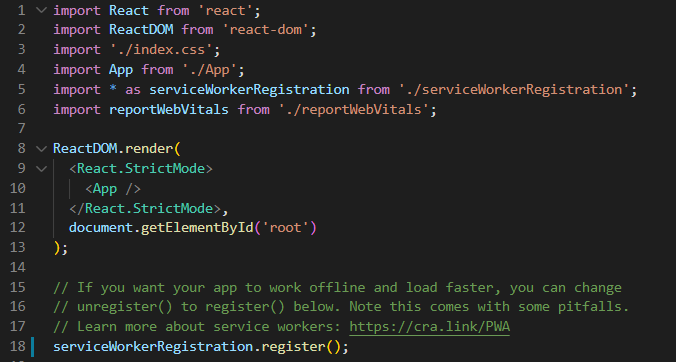 1 import React from 'react';
2 import ReactDOM from 'react-dom';
3 import './index.css';
4 import App from './App';
5 import * as serviceWorkerRegistration from './serviceWorkerRegistration';
6 import reportWebVitals from './reportWebVitals';
7
8 ReactDOM.render(
9 <React.StrictMode>
10 <App />
11 </React.StrictMode>,
12 document.getElementById('root')
13 );
14
15 // If you want your app to work offline and load faster, you can change
16 // unregister() to register() below. Note this comes with some pitfalls.
17 // Learn more about service workers: https://cra.link/PWA
18 serviceWorkerRegistration.register();